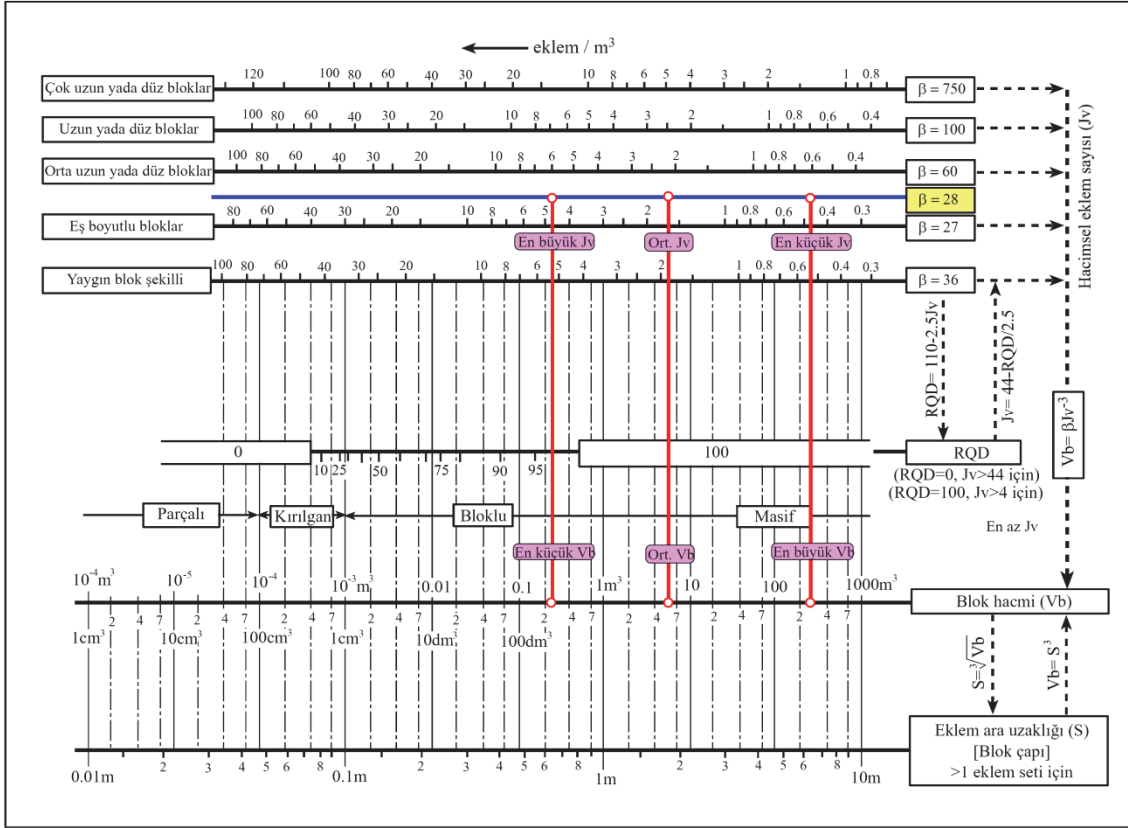 eklem / m³
Çok uzun yada düz bloklar
120 100 80 60 40 30 20 10 8 6 5 4 2 1 0.8
β = 750
Uzun yada düz bloklar
100 80 60 40 30 20 10 8 6 5 4 2 1 0.8 0.6 0.4
β = 100
Orta uzun yada düz bloklar
100 80 60 40 30 20 10 8 6 5 4 3 2 1 0.8 0.6 0.4
β = 60
β = 28
Eş boyutlu bloklar
80 60 40 30 20 10 8 6 5 4 2 1 0.8 0.6 0.4 0.3
β = 27
En büyük Jv
Ort. Jv
En küçük Jv
Yaygın blok şekilli
100 80 60 40 30 20 10 8 6 5 4 3 2 1 0.8 0.6 0.4 0.3
β = 36
Hacimsel eklem sayısı (Jv)
RQD= 110-2.5Jv
Jv= 44-RQD/2.5
Vb= βJv⁻³
0
10 25 50 75 90 95
100
RQD
(RQD=0, Jv>44 için)
(RQD=100, Jv>4 için)
Parçalı
Kırılgan
Bloklu
Masif
En az Jv
En küçük Vb
Ort. Vb
En büyük Vb
10⁻⁴m³ 10⁻⁵ 10⁻⁴ 10⁻³m³ 0.01 0.1 1m³ 10 100 1000m³
Blok hacmi (Vb)
2 4 7 2 4 7 2 4 7 2 4 7 2 4 7 2 4 7 2 4 7 2 4 7 2 4 7
1cm³ 10cm³ 100cm³ 1cm³ 10dm³ 100dm³
S=∛Vb
Vb= S³
Eklem ara uzaklığı (S)
[Blok çapı]
>1 eklem seti için
2 3 4 5 6 8 2 3 4 5 6 8 2 3 4 5 6 8
0.01m 0.1m 1m 10m